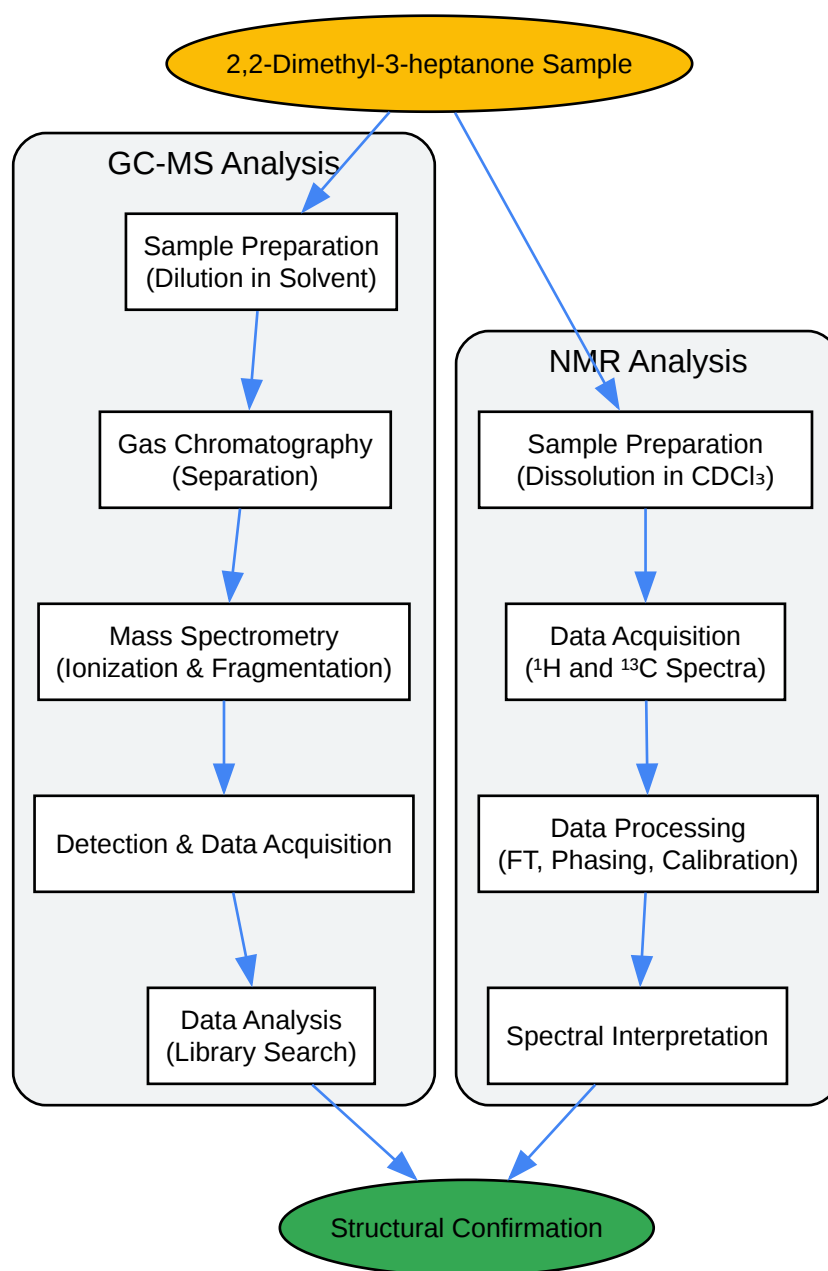 2,2-Dimethyl-3-heptanone Sample
GC-MS Analysis
Sample Preparation
(Dilution in Solvent)
Gas Chromatography
(Separation)
Mass Spectrometry
(Ionization & Fragmentation)
Detection & Data Acquisition
Data Analysis
(Library Search)
NMR Analysis
Sample Preparation
(Dissolution in CDCl₃)
Data Acquisition
(¹H and ¹³C Spectra)
Data Processing
(FT, Phasing, Calibration)
Spectral Interpretation
Structural Confirmation